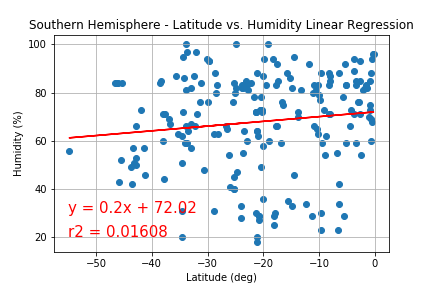 Southern Hemisphere - Latitude vs. Humidity Linear Regression
100
80
60
40
20
Humidity (%)
y = 0.2x + 72.02
r2 = 0.01608
−50
−40
−30
−20
−10
0
Latitude (deg)